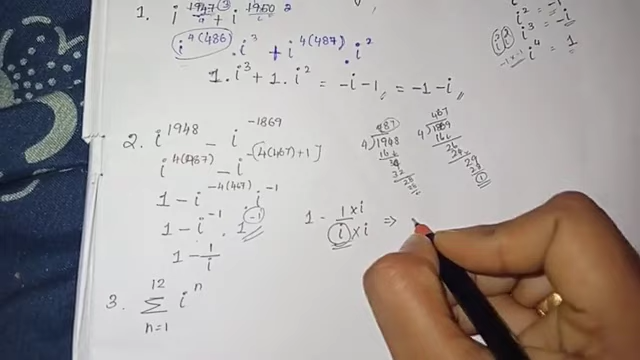 1. i^1947 + i^1950
i^4(486) . i^3 + i^4(487) . i^2
1. i^3 + 1. i^2 = -i - 1 = -1 - i
i^2 = -1
i^3 = -i
i^4 = 1
2. i^1948 - i^-1869
i^4(487) - i^-[4(467)+1]
1 - i^-4(467) . i^-1
1 - i^-1 . 1
1 - 1/i
1 - 1×i/i×i ⇒
487
4)1948
16
34
32
28
28
467
4)1869
16
26
24
29
28
1
3. ∑ n=1 12 i^n